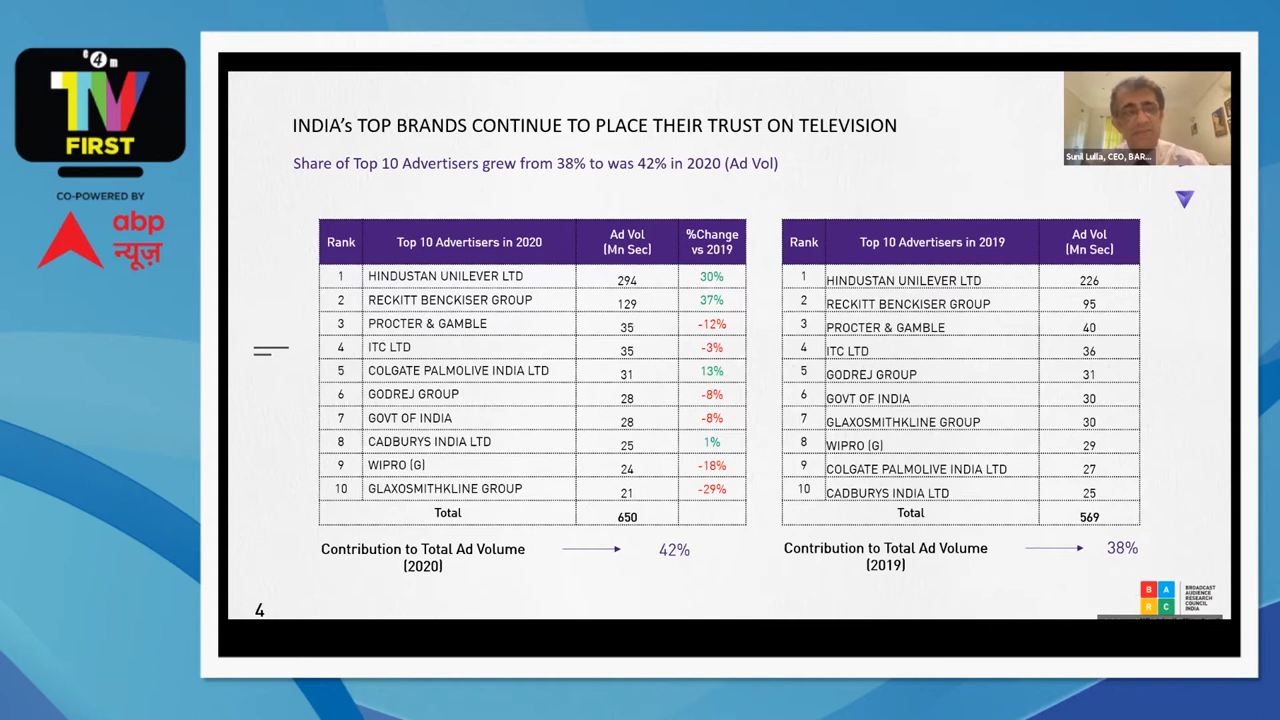 e4m
TV
FIRST
CO-POWERED BY
abp
न्यूज़
INDIA's TOP BRANDS CONTINUE TO PLACE THEIR TRUST ON TELEVISION
Share of Top 10 Advertisers grew from 38% to was 42% in 2020 (Ad Vol)
Sunil Lulla, CEO, BAR...
Rank Top 10 Advertisers in 2020 Ad Vol (Mn Sec) %Change vs 2019
1 HINDUSTAN UNILEVER LTD 294 30%
2 RECKITT BENCKISER GROUP 129 37%
3 PROCTER & GAMBLE 35 -12%
4 ITC LTD 35 -3%
5 COLGATE PALMOLIVE INDIA LTD 31 13%
6 GODREJ GROUP 28 -8%
7 GOVT OF INDIA 28 -8%
8 CADBURYS INDIA LTD 25 1%
9 WIPRO (G) 24 -18%
10 GLAXOSMITHKLINE GROUP 21 -29%
Total 650
Contribution to Total Ad Volume 42%
(2020)
Rank Top 10 Advertisers in 2019 Ad Vol (Mn Sec)
1 HINDUSTAN UNILEVER LTD 226
2 RECKITT BENCKISER GROUP 95
3 PROCTER & GAMBLE 40
4 ITC LTD 36
5 GODREJ GROUP 31
6 GOVT OF INDIA 30
7 GLAXOSMITHKLINE GROUP 30
8 WIPRO (G) 29
9 COLGATE PALMOLIVE INDIA LTD 27
10 CADBURYS INDIA LTD 25
Total 569
Contribution to Total Ad Volume 38%
(2019)
4
B A
R C
BROADCAST
AUDIENCE
RESEARCH
COUNCIL
INDIA